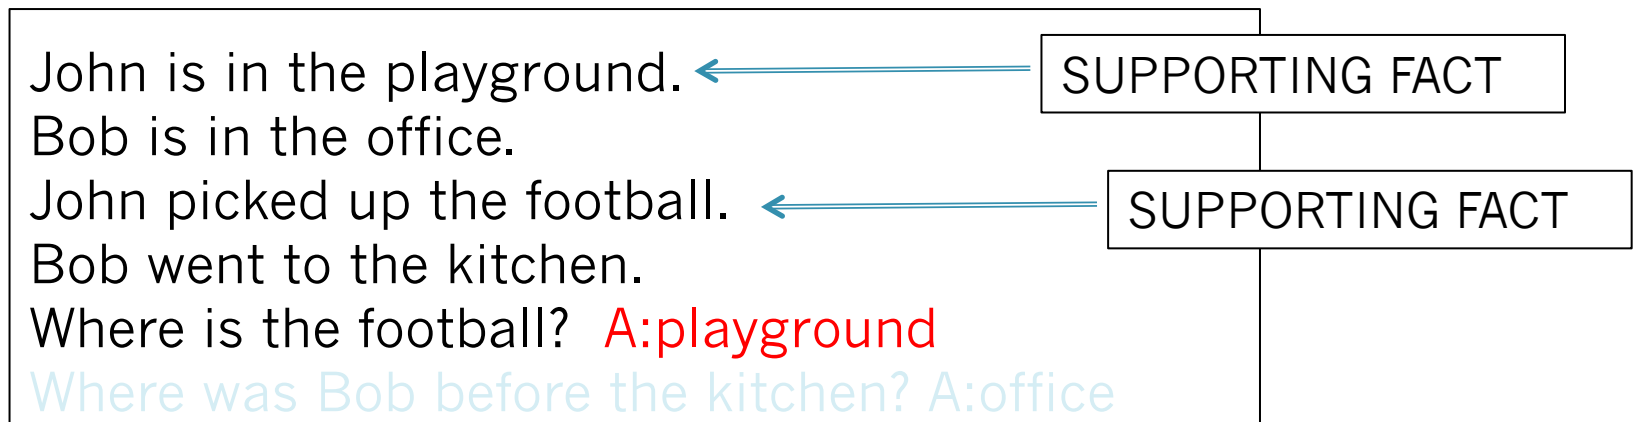 John is in the playground.
SUPPORTING FACT
Bob is in the office.
John picked up the football.
SUPPORTING FACT
Bob went to the kitchen.
Where is the football? A:playground
Where was Bob before the kitchen? A:office